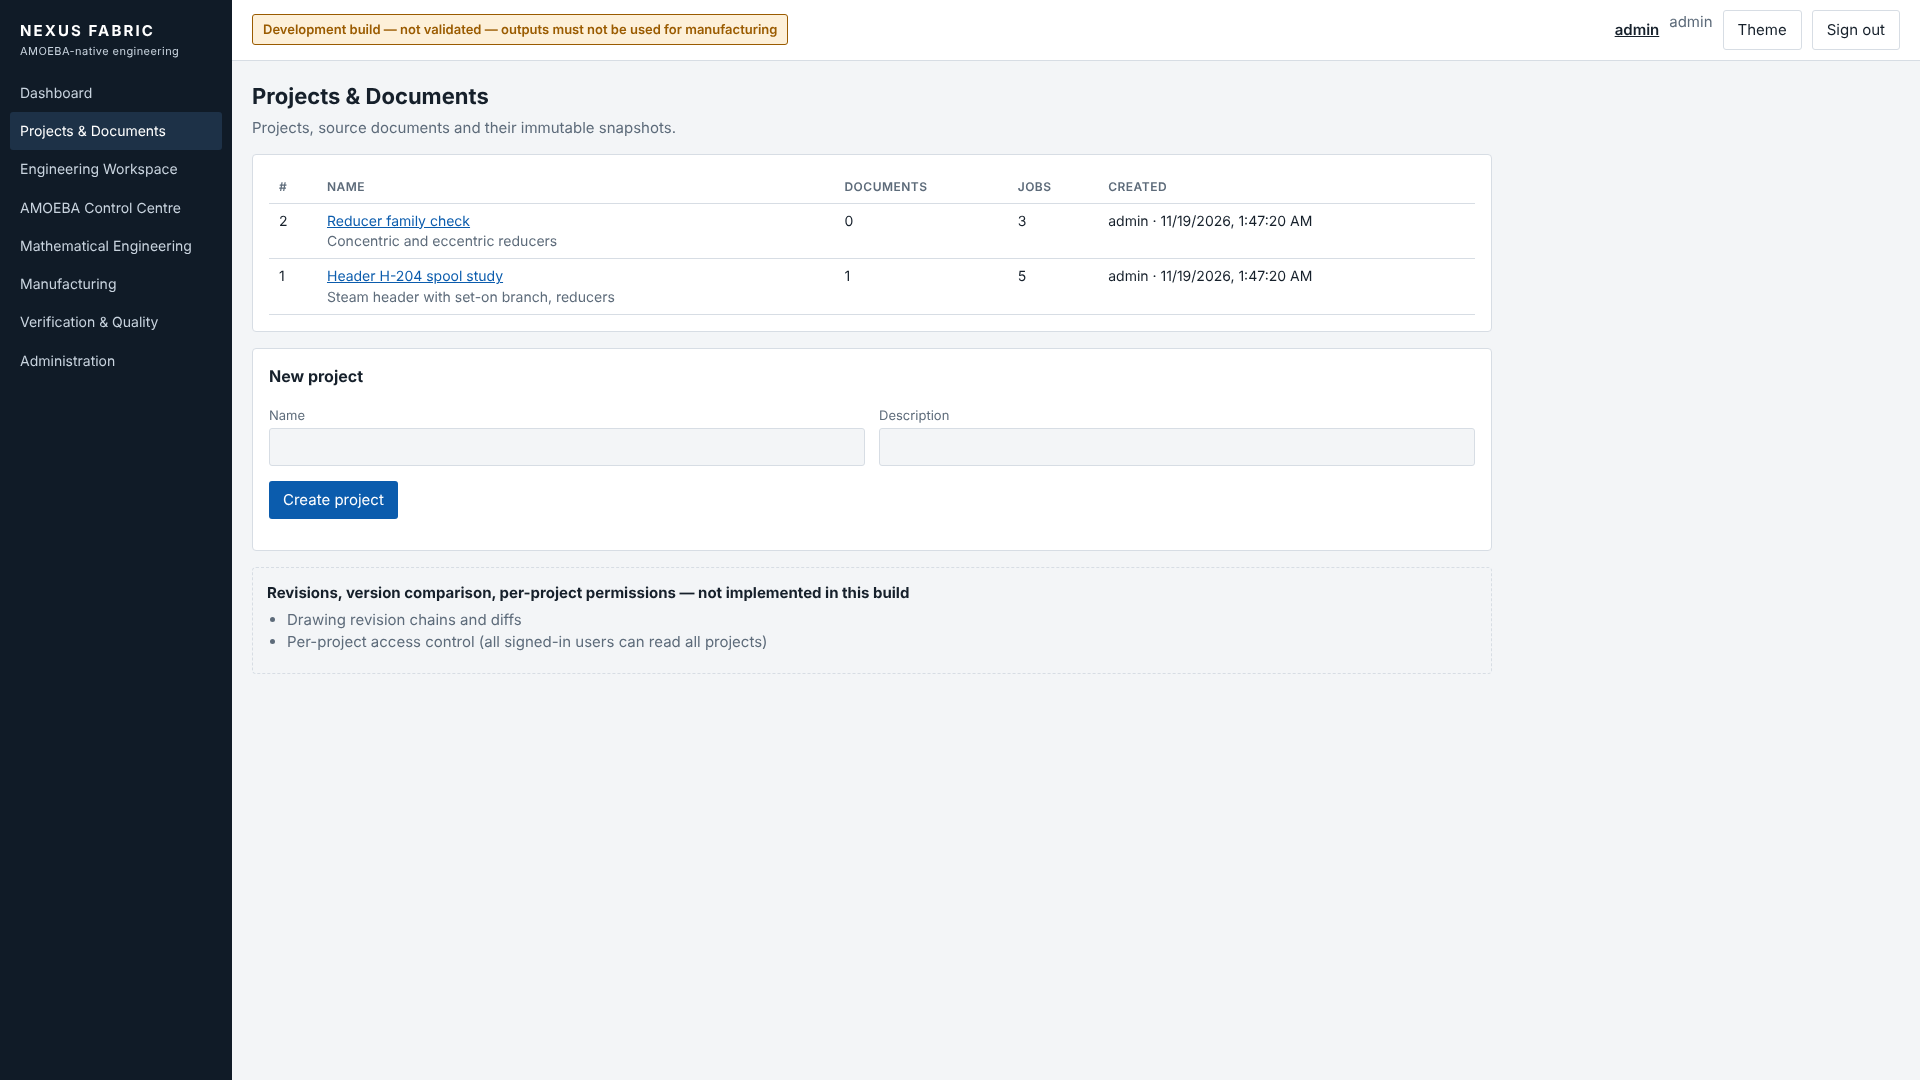 NEXUS FABRIC
AMOEBA-native engineering
Dashboard
Projects & Documents
Engineering Workspace
AMOEBA Control Centre
Mathematical Engineering
Manufacturing
Verification & Quality
Administration
Development build — not validated — outputs must not be used for manufacturing
admin admin Theme Sign out
Projects & Documents
Projects, source documents and their immutable snapshots.
# NAME DOCUMENTS JOBS CREATED
2 Reducer family check 0 3 admin · 11/19/2026, 1:47:20 AM
Concentric and eccentric reducers
1 Header H-204 spool study 1 5 admin · 11/19/2026, 1:47:20 AM
Steam header with set-on branch, reducers
New project
Name Description
Create project
Revisions, version comparison, per-project permissions — not implemented in this build
• Drawing revision chains and diffs
• Per-project access control (all signed-in users can read all projects)